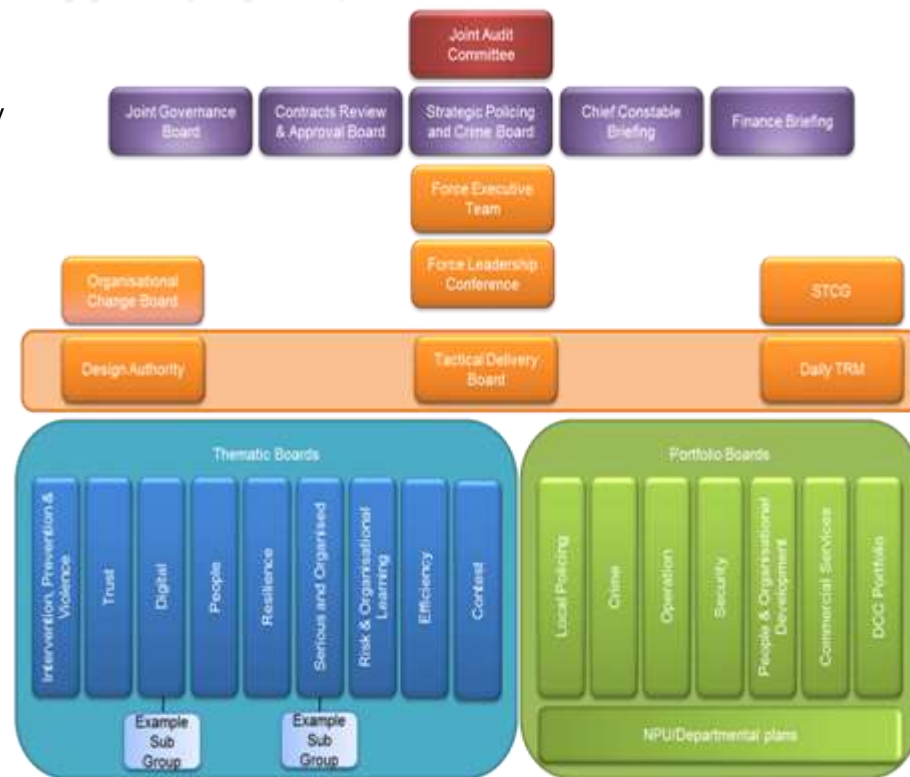 Joint Audit
Committee
Joint Governance
Board
Contracts Review
& Approval Board
Strategic Policing
and Crime Board
Chief Constable
Briefing
Finance Briefing
Force Executive
Team
Force Leadership
Conference
Organisational
Change Board
STCG
Design Authority
Tactical Delivery
Board
Daily TRM
Thematic Boards
Intervention, Prevention &
Violence
Trust
Digital
People
Resilience
Serious and Organised
Risk & Organisational
Learning
Efficiency
Contest
Example
Sub
Group
Example
Sub
Group
Portfolio Boards
Local Policing
Crime
Operation
Security
People & Organisational
Development
Commercial Services
DCC Portfolio
NPU/Departmental plans